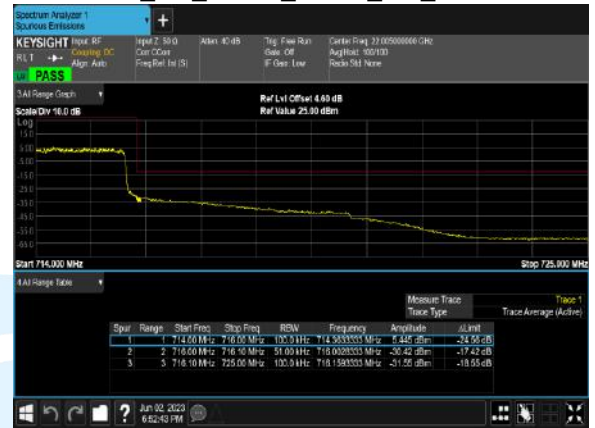 Spectrum Analyzer 1
Spurious Emissions
+
KEYSIGHT Input: RF Input Z: 50 Ω Atten: 40 dB Trig: Free Run Center Freq: 22.005000000 GHz
Coupling: DC Corr CCorr Gate: Off Avg|Hold: 100/100
RLT Align: Auto Freq Ref: Int (S) IF Gain: Low Radio Std: None
PASS
3 All Range Graph
Ref Lvl Offset 4.60 dB
Scale/Div 10.0 dB Ref Value 25.00 dBm
Log
15.0
5.00
-5.00
-15.0
-25.0
-35.0
-45.0
-55.0
-65.0
Start 714.000 MHz Stop 725.000 MHz
4 All Range Table
Measure Trace Trace 1
Trace Type Trace Average (Active)
Spur Range Start Freq Stop Freq RBW Frequency Amplitude ΔLimit
1 1 714.00 MHz 716.00 MHz 100.0 kHz 714.3633333 MHz 5.445 dBm -24.56 dB
2 2 716.00 MHz 716.10 MHz 51.00 kHz 716.0028333 MHz -30.42 dBm -17.42 dB
3 3 716.10 MHz 725.00 MHz 100.0 kHz 716.1593333 MHz -31.55 dBm -18.55 dB
?
Jun 02, 2023
6:52:43 PM